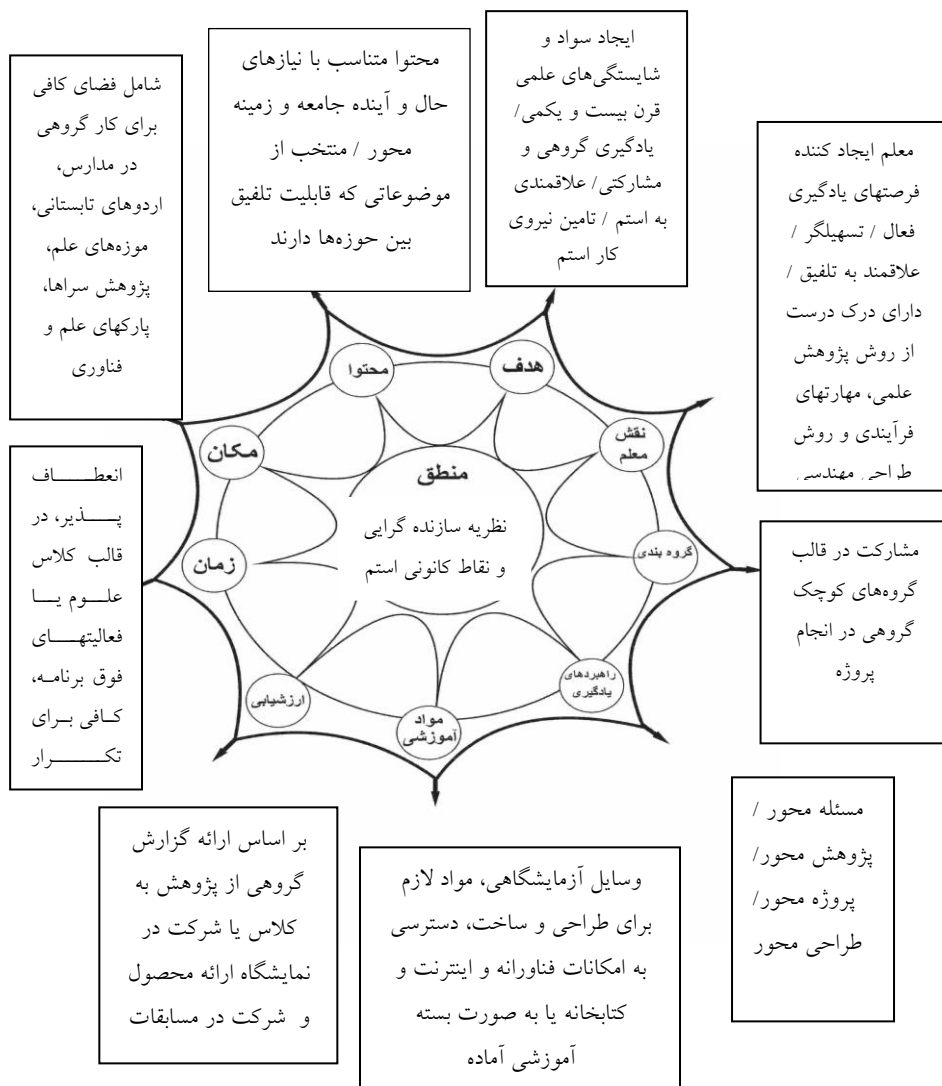 ایجاد سواد و
شایستگی‌های علمی
قرن بیست و یکمی/
یادگیری گروهی و
مشارکتی/ علاقمندی
به استم / تامین نیروی
کار استم
محتوا متناسب با نیازهای
حال و آینده جامعه و زمینه
محور / منتخب از
موضوعاتی که قابلیت تلفیق
بین حوزه‌ها دارند
شامل فضای کافی
برای کار گروهی
در مدارس،
اردوهای تابستانی،
موزه‌های علم،
پژوهش سراها،
پارکهای علم و
فناوری
معلم ایجاد کننده
فرصتهای یادگیری
فعال / تسهیلگر /
علاقمند به تلفیق /
دارای درک درست
از روش پژوهش
علمی، مهارتهای
فرآیندی و روش
طراحی مهندسی
هدف
محتوا
نقش
معلم
مکان
منطق
نظریه سازنده گرایی
و نقاط کانونی استم
گروه بندی
زمان
راهبردهای
یادگیری
ارزشیابی
مواد
آموزشی
انعطاف
پذیر، در
قالب کلاس
علوم یا
فعالیتهای
فوق برنامه،
کافی برای
تکرار
مشارکت در قالب
گروه‌های کوچک
گروهی در انجام
پروژه
مسئله محور /
پژوهش محور/
پروژه محور/
طراحی محور
وسایل آزمایشگاهی، مواد لازم
برای طراحی و ساخت، دسترسی
به امکانات فناورانه و اینترنت و
کتابخانه یا به صورت بسته
آموزشی آماده
بر اساس ارائه گزارش
گروهی از پژوهش به
کلاس یا شرکت در
نمایشگاه ارائه محصول
و شرکت در مسابقات